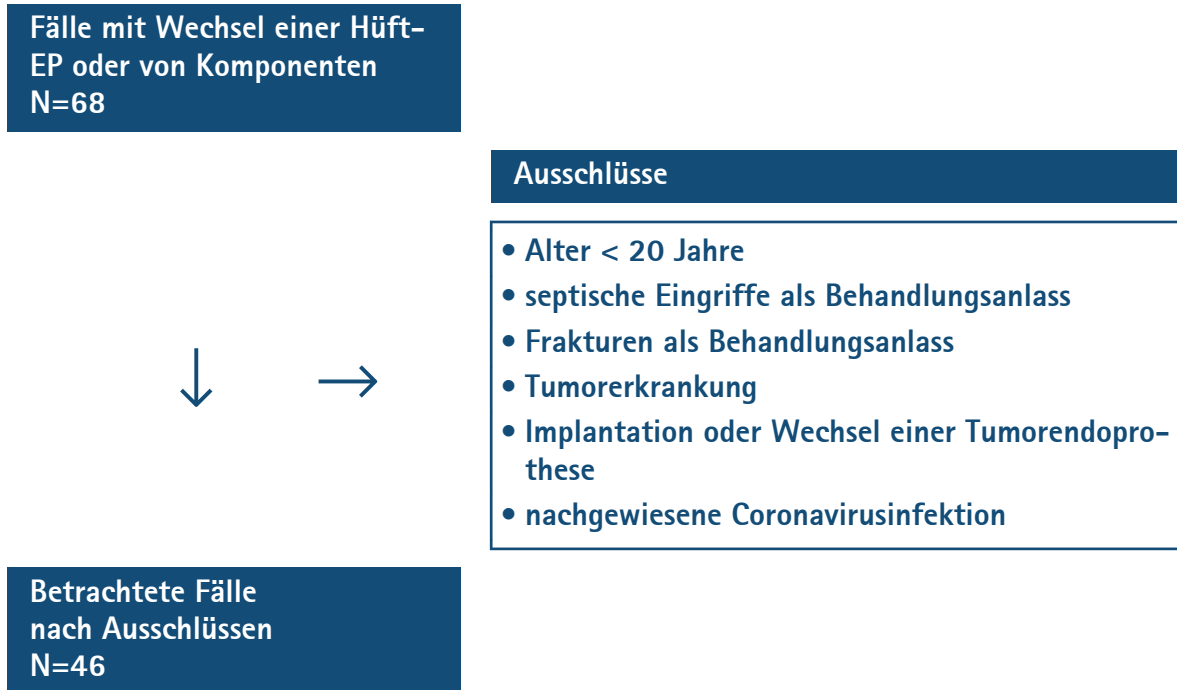 Fälle mit Wechsel einer Hüft-
EP oder von Komponenten
N=68
Ausschlüsse
• Alter < 20 Jahre
• septische Eingriffe als Behandlungsanlass
• Frakturen als Behandlungsanlass
• Tumorerkrankung
• Implantation oder Wechsel einer Tumorendopro-
these
• nachgewiesene Coronavirusinfektion
Betrachtete Fälle
nach Ausschlüssen
N=46